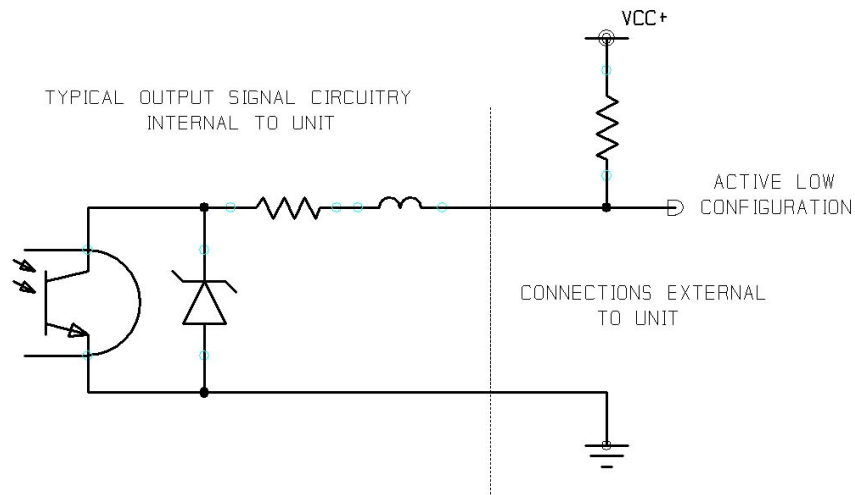 VCC+
TYPICAL OUTPUT SIGNAL CIRCUITRY
INTERNAL TO UNIT
ACTIVE LOW
CONFIGURATION
CONNECTIONS EXTERNAL
TO UNIT